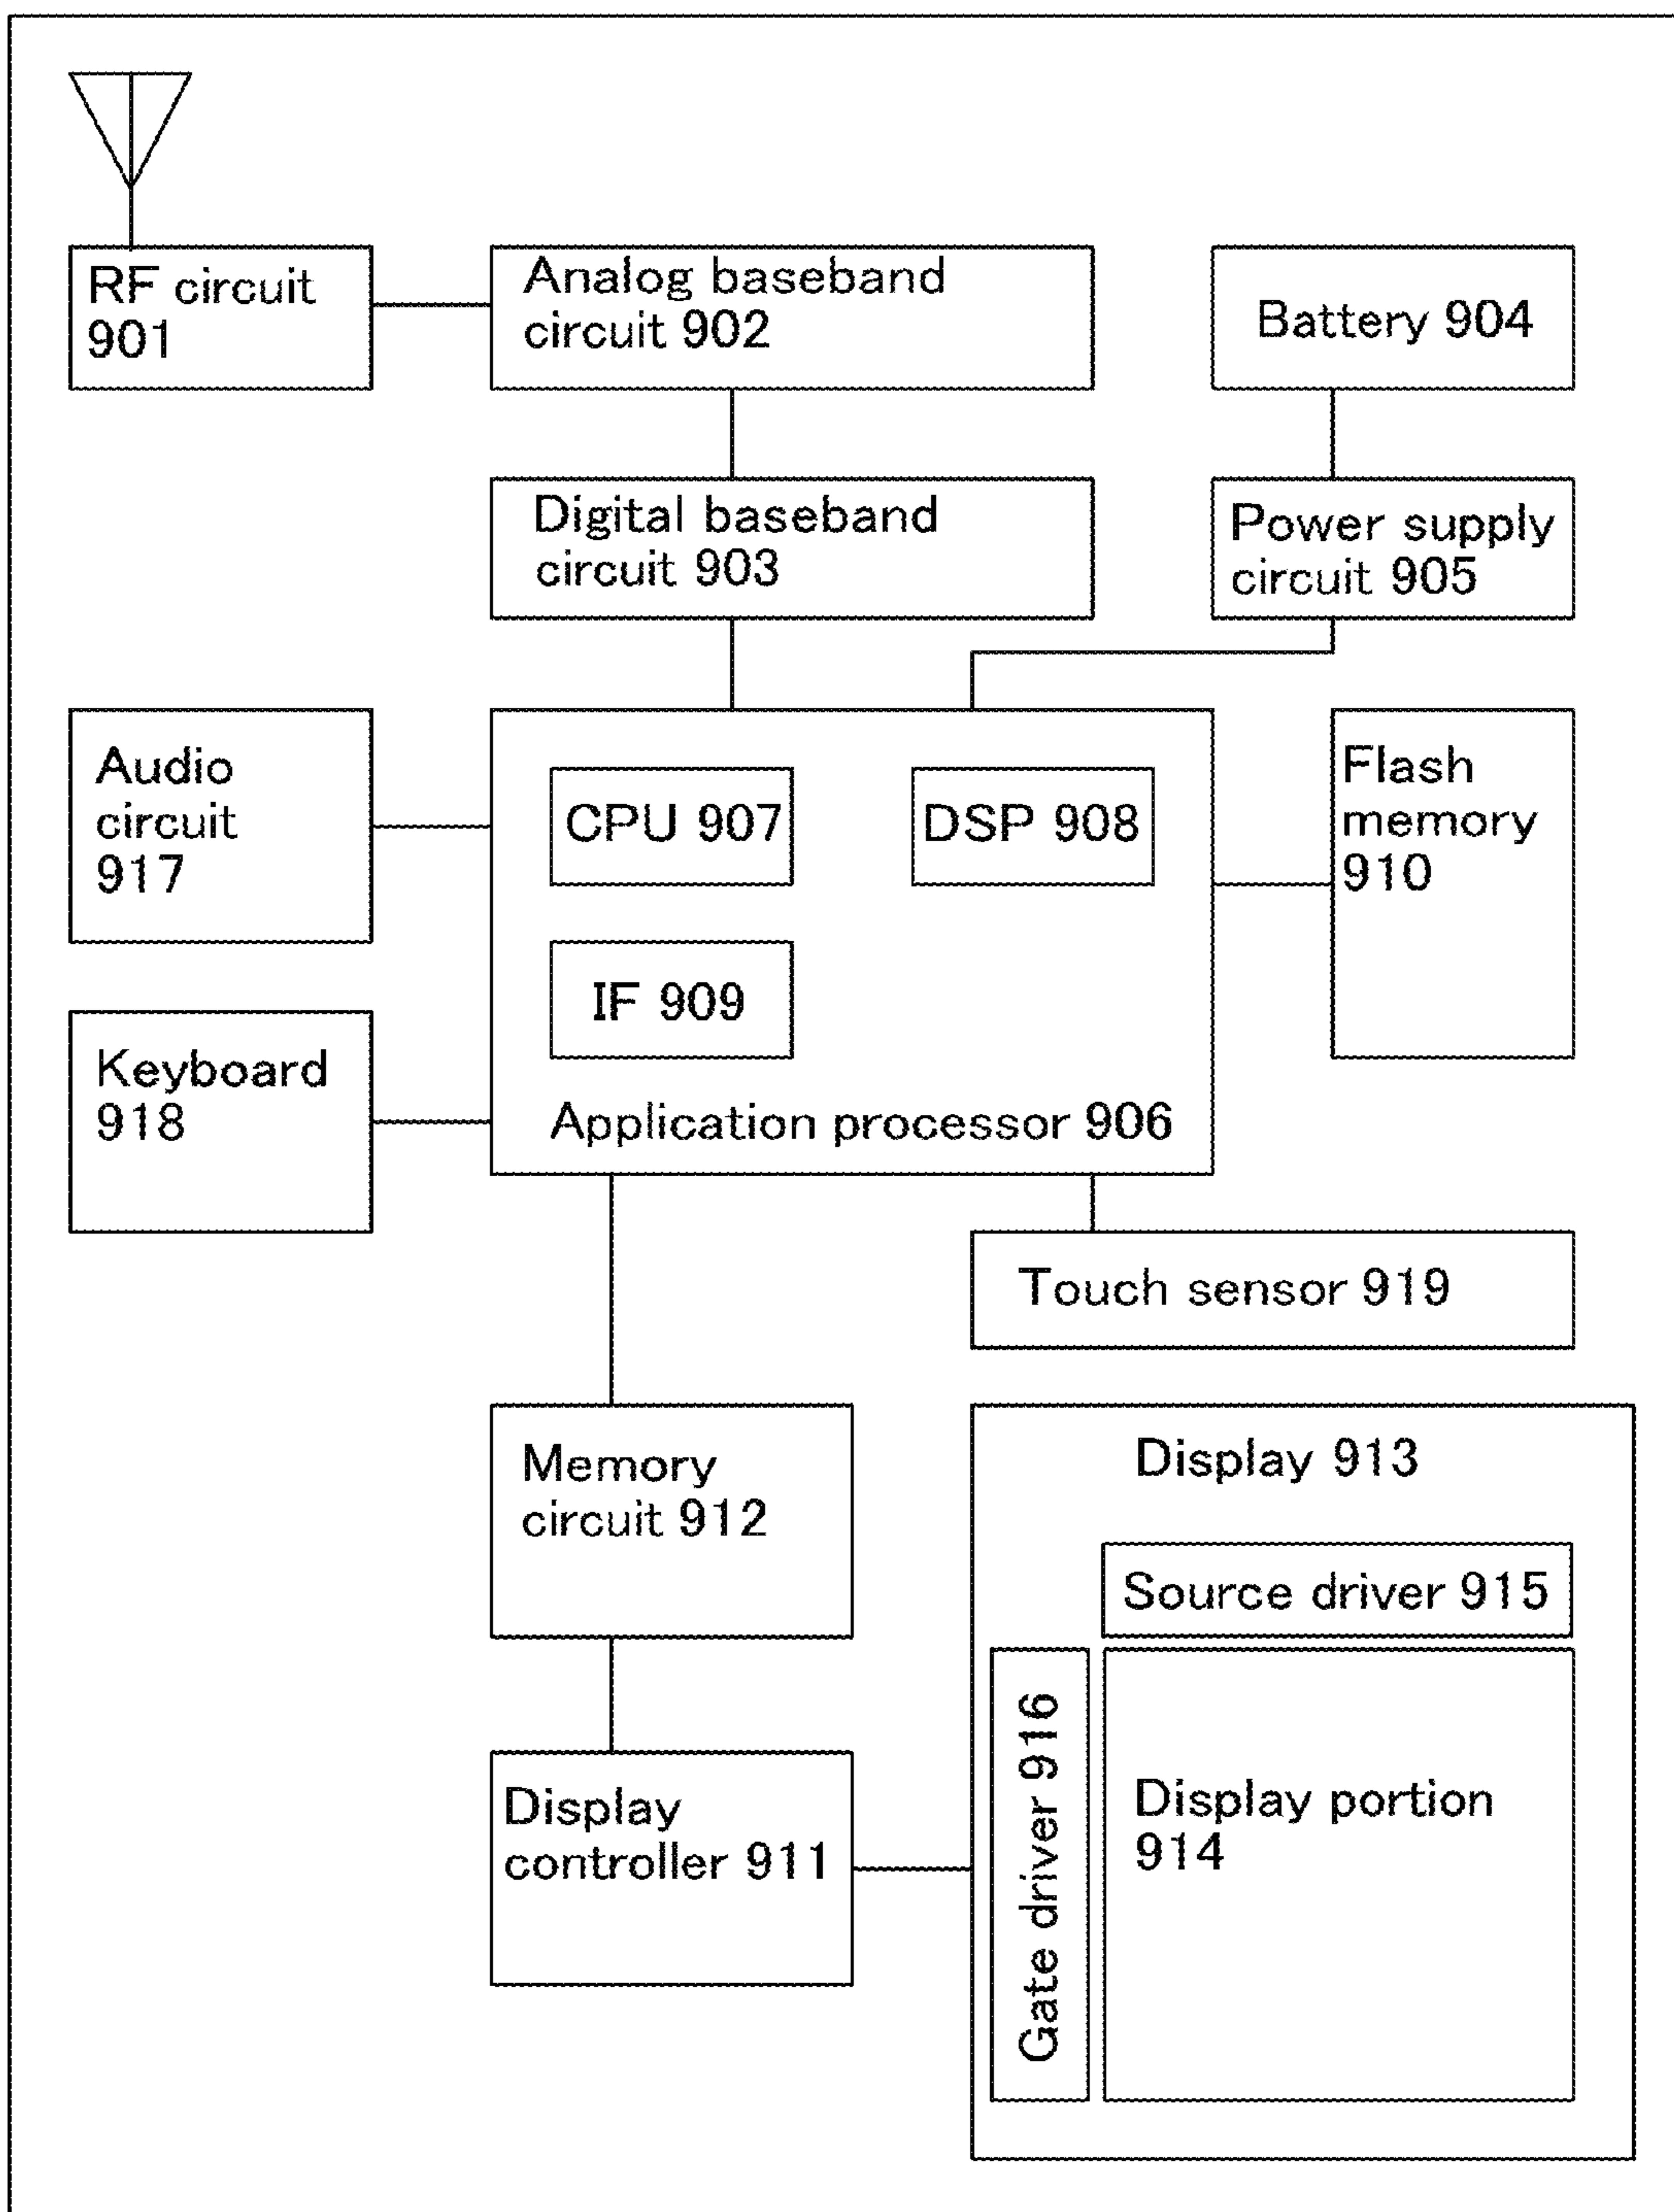 RF circuit
901
Analog baseband
circuit 902
Battery 904
Digital baseband
circuit 903
Power supply
circuit 905
Audio
circuit
917
CPU 907
DSP 908
Flash
memory
910
IF 909
Keyboard
918
Application processor 906
Touch sensor 919
Memory
circuit 912
Display 913
Source driver 915
Gate driver 916
Display portion
914
Display
controller 911